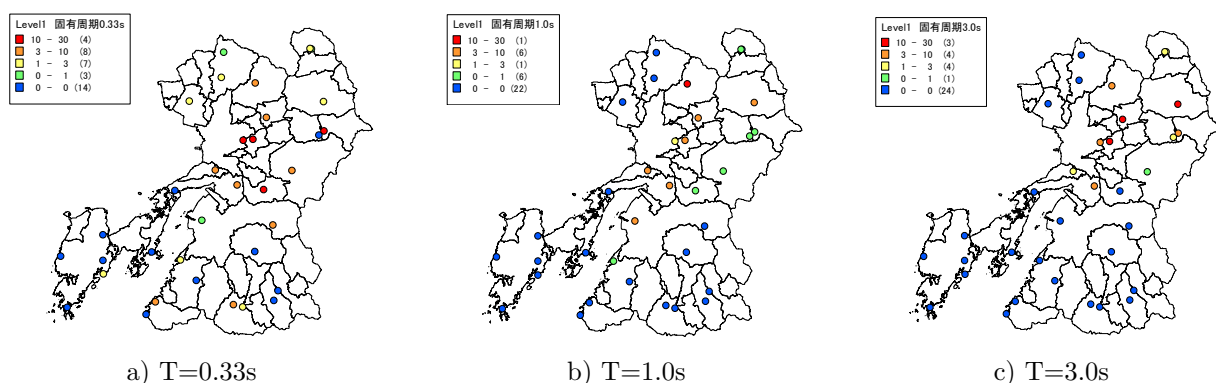 Level1 固有周期0.33s
10 − 30 (4)
3 − 10 (8)
1 − 3 (7)
0 − 1 (3)
0 − 0 (14)
Level1 固有周期1.0s
10 − 30 (1)
3 − 10 (6)
1 − 3 (1)
0 − 1 (6)
0 − 0 (22)
Level1 固有周期3.0s
10 − 30 (3)
3 − 10 (4)
1 − 3 (4)
0 − 1 (1)
0 − 0 (24)
a) T=0.33s
b) T=1.0s
c) T=3.0s